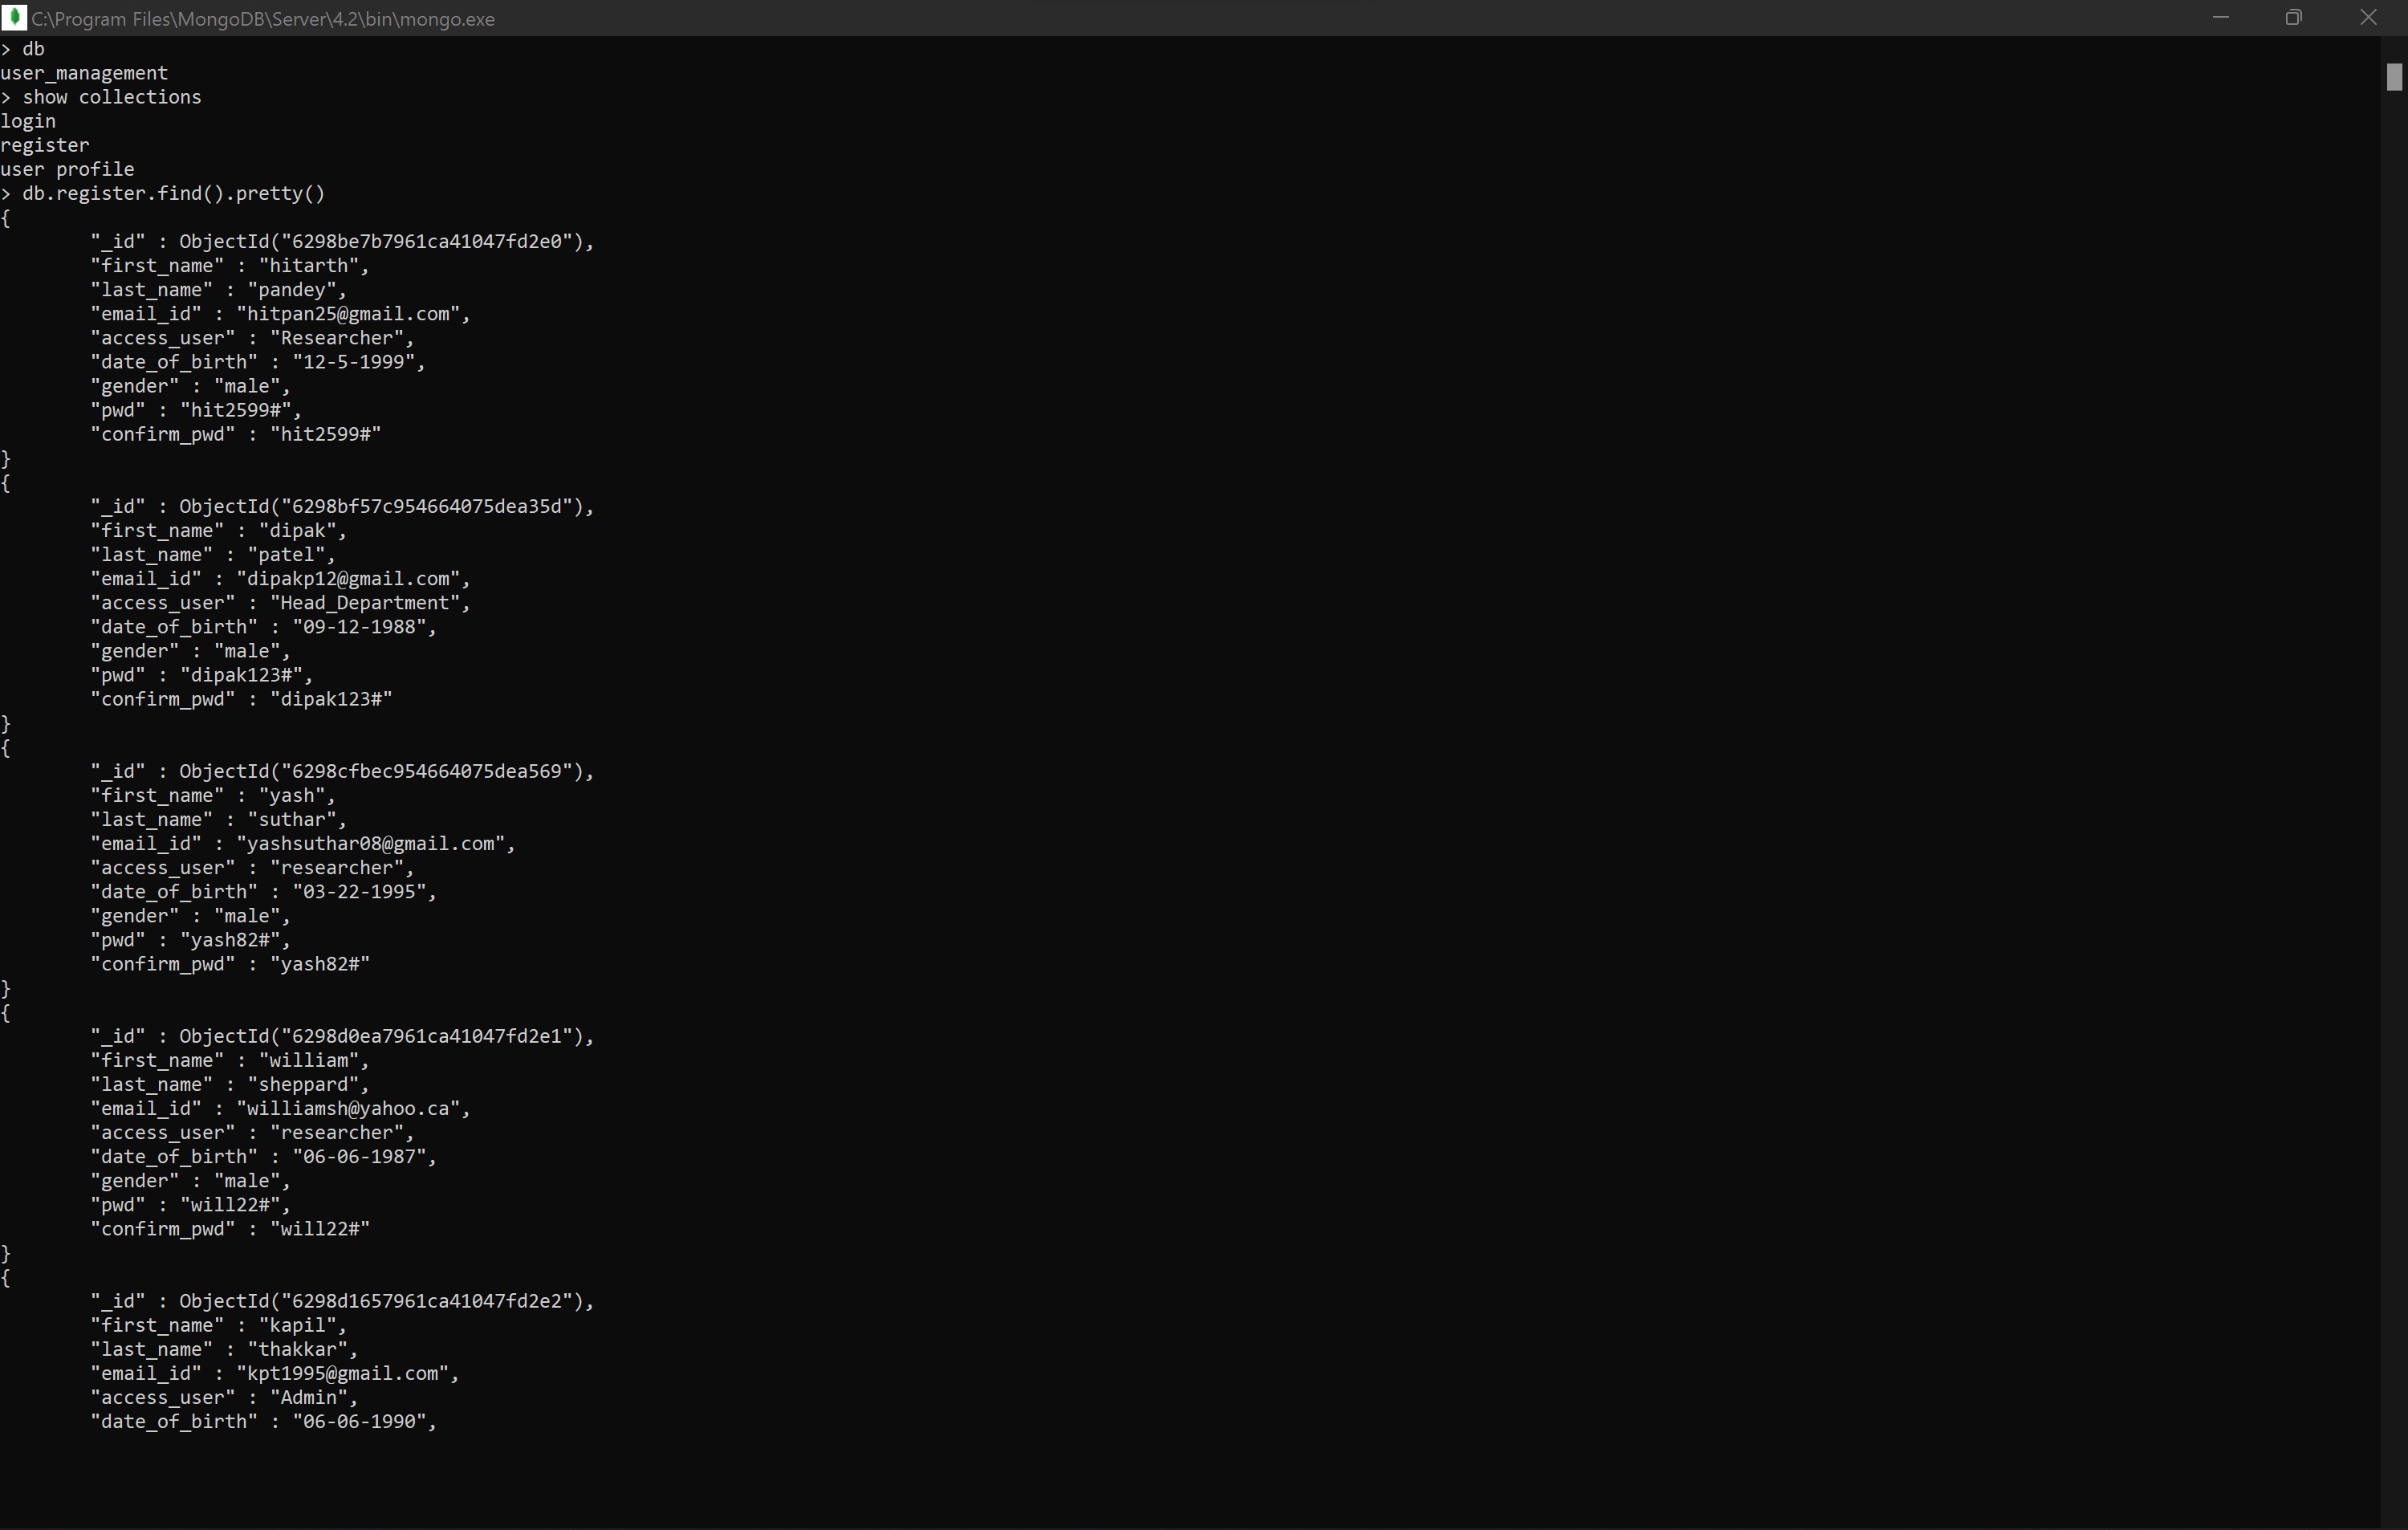 C:\Program Files\MongoDB\Server\4.2\bin\mongo.exe
> db
user_management
> show collections
login
register
user profile
> db.register.find().pretty()
{
        "_id" : ObjectId("6298be7b7961ca41047fd2e0"),
        "first_name" : "hitarth",
        "last_name" : "pandey",
        "email_id" : "hitpan25@gmail.com",
        "access_user" : "Researcher",
        "date_of_birth" : "12-5-1999",
        "gender" : "male",
        "pwd" : "hit2599#",
        "confirm_pwd" : "hit2599#"
}
{
        "_id" : ObjectId("6298bf57c954664075dea35d"),
        "first_name" : "dipak",
        "last_name" : "patel",
        "email_id" : "dipakp12@gmail.com",
        "access_user" : "Head_Department",
        "date_of_birth" : "09-12-1988",
        "gender" : "male",
        "pwd" : "dipak123#",
        "confirm_pwd" : "dipak123#"
}
{
        "_id" : ObjectId("6298cfbec954664075dea569"),
        "first_name" : "yash",
        "last_name" : "suthar",
        "email_id" : "yashsuthar08@gmail.com",
        "access_user" : "researcher",
        "date_of_birth" : "03-22-1995",
        "gender" : "male",
        "pwd" : "yash82#",
        "confirm_pwd" : "yash82#"
}
{
        "_id" : ObjectId("6298d0ea7961ca41047fd2e1"),
        "first_name" : "william",
        "last_name" : "sheppard",
        "email_id" : "williamsh@yahoo.ca",
        "access_user" : "researcher",
        "date_of_birth" : "06-06-1987",
        "gender" : "male",
        "pwd" : "will22#",
        "confirm_pwd" : "will22#"
}
{
        "_id" : ObjectId("6298d1657961ca41047fd2e2"),
        "first_name" : "kapil",
        "last_name" : "thakkar",
        "email_id" : "kpt1995@gmail.com",
        "access_user" : "Admin",
        "date_of_birth" : "06-06-1990",